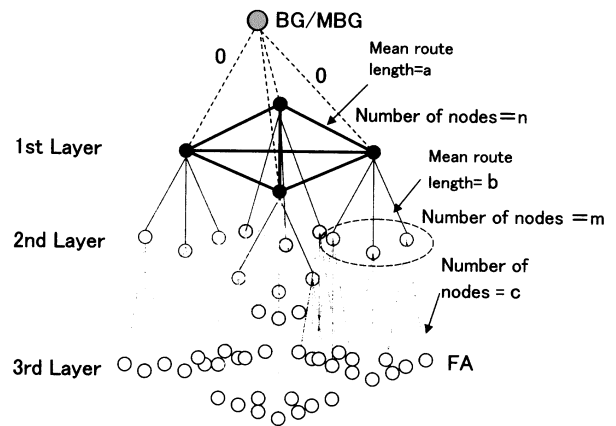 BG/MBG
0
0
Mean route
length=a
Number of nodes=n
1st Layer
Mean route
length= b
Number of nodes =m
2nd Layer
Number of
nodes = c
3rd Layer
FA